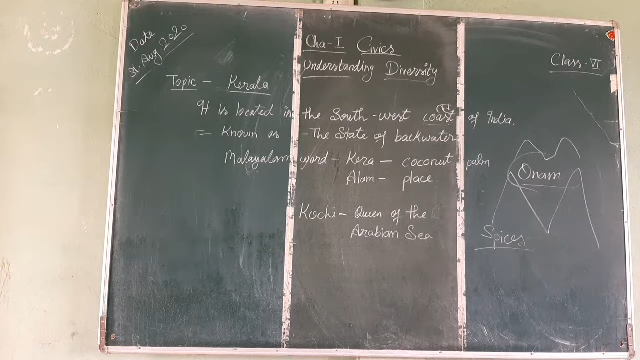 Date
31 Aug 2020
Cha-I Civics
Understanding Diversity
Class-VI
Topic - Kerala
It is located in the South-west coast of India.
= Known as - The State of backwater
Malayalam word - Kera - coconut palm
Alam - place
Kochi - Queen of the
Arabian Sea
Onam
Spices